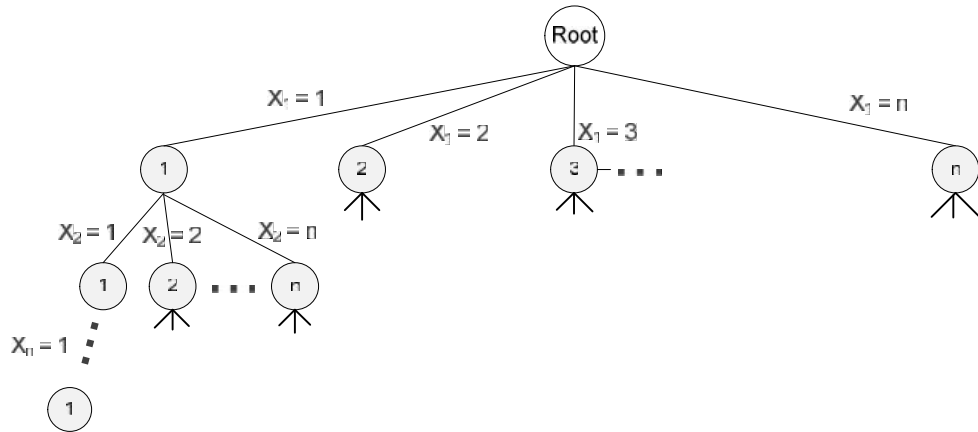 Root
X₁ = 1
X₁ = 2
X₁ = 3
X₁ = n
1
2
3
n
X₂ = 1
X₂ = 2
X₂ = n
1
2
n
Xₙ = 1
1